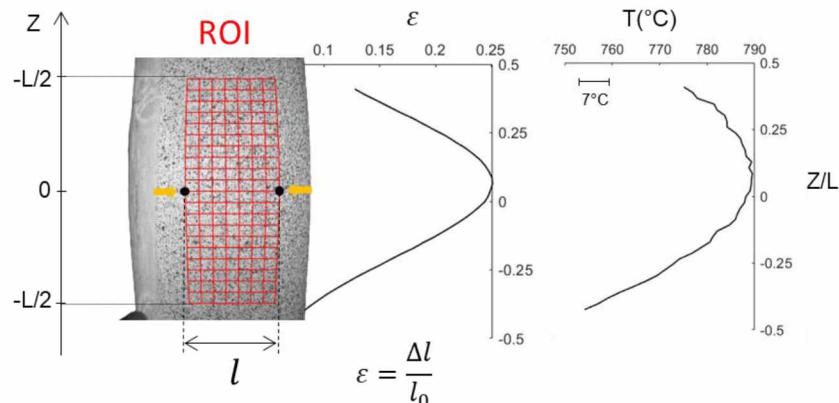 Z
ROI
ε
T(°C)
0.1 0.15 0.2 0.25
750 760 770 780 790
-L/2
0.5
0.5
7°C
0.25
0.25
0
0
0
Z/L
-0.25
-0.25
-L/2
-0.5
-0.5
l
ε = Δl / l₀